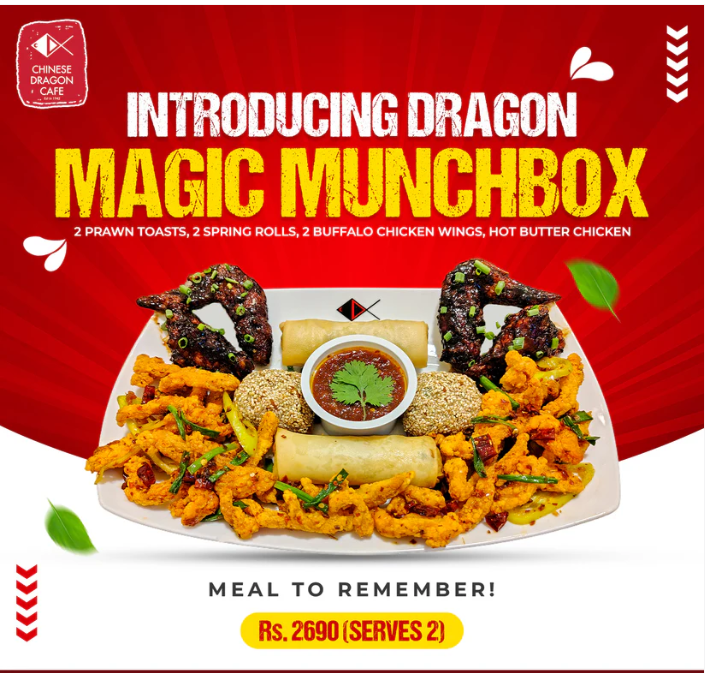 CHINESE
DRAGON
CAFE
INTRODUCING DRAGON
MAGIC MUNCHBOX
2 PRAWN TOASTS, 2 SPRING ROLLS, 2 BUFFALO CHICKEN WINGS, HOT BUTTER CHICKEN
MEAL TO REMEMBER!
Rs. 2690 (SERVES 2)